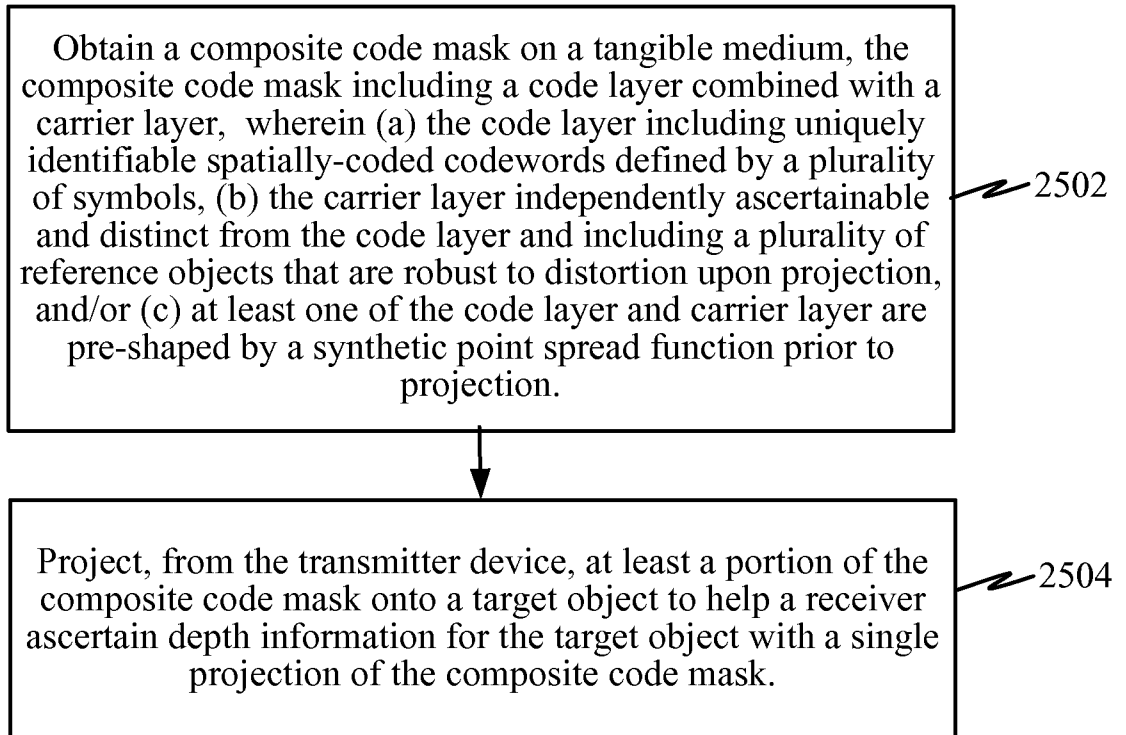 Obtain a composite code mask on a tangible medium, the
composite code mask including a code layer combined with a
carrier layer, wherein (a) the code layer including uniquely
identifiable spatially-coded codewords defined by a plurality
of symbols, (b) the carrier layer independently ascertainable
and distinct from the code layer and including a plurality of
reference objects that are robust to distortion upon projection,
and/or (c) at least one of the code layer and carrier layer are
pre-shaped by a synthetic point spread function prior to
projection.
2502
Project, from the transmitter device, at least a portion of the
composite code mask onto a target object to help a receiver
ascertain depth information for the target object with a single
projection of the composite code mask.
2504